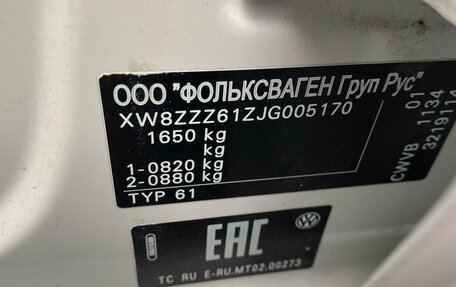 ООО "ФОЛЬКСВАГЕН Груп Рус"
XW8ZZZ61ZJG005170
1650 kg
kg
1-0820 kg
2-0880 kg
TYP 61
01
CWVB 1134
3219114
EAC
TC RU E-RU.MT02.00273